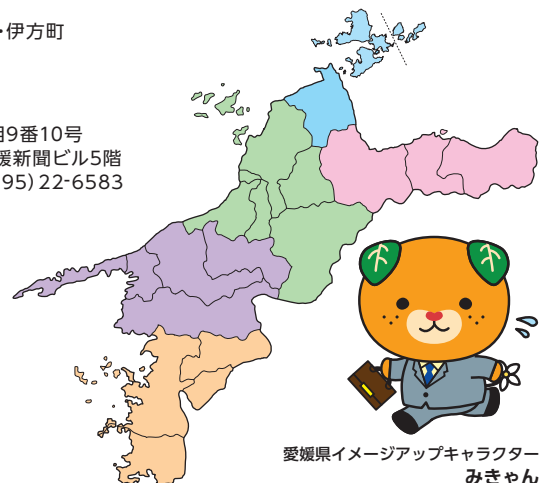 ・伊方町
9番10号
媛新聞ビル5階
95) 22-6583
愛媛県イメージアップキャラクター
みきゃん